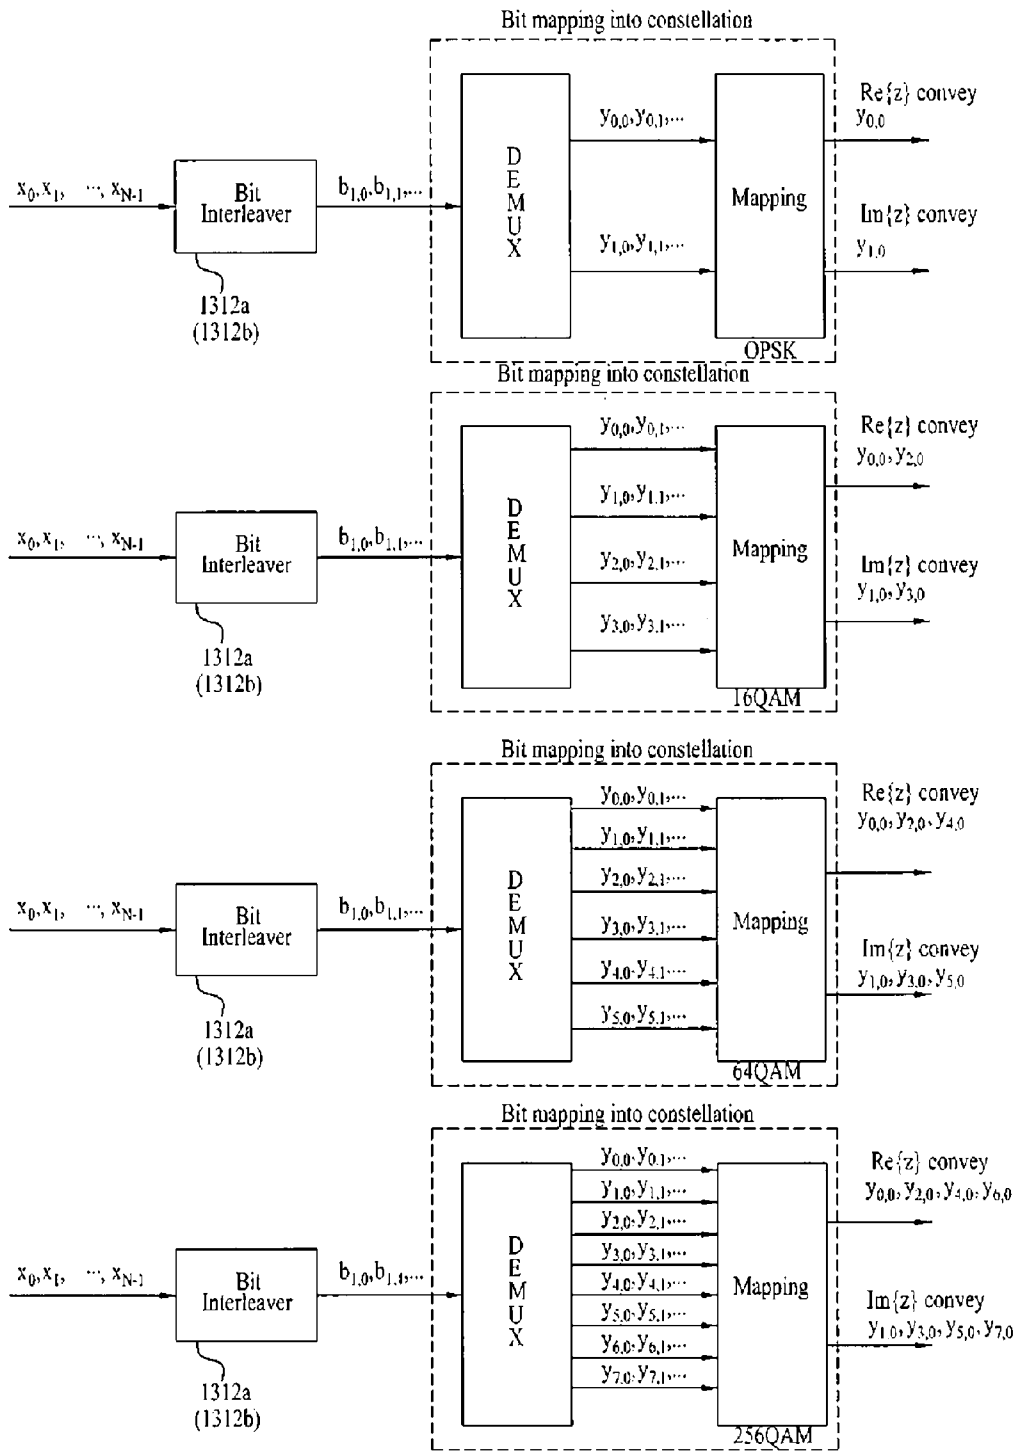 Bit mapping into constellation
x0,x1, ..., xN-1
Bit
Interleaver
1312a
(1312b)
b1,0,b1,1,...
D
E
M
U
X
y0,0,y0,1,...
y1,0,y1,1,...
Mapping
OPSK
Re{z} convey
y0,0
Im{z} convey
y1,0
Bit mapping into constellation
x0,x1, ..., xN-1
Bit
Interleaver
1312a
(1312b)
b1,0,b1,1,...
D
E
M
U
X
y0,0,y0,1,...
y1,0,y1,1,...
y2,0,y2,1,...
y3,0,y3,1,...
Mapping
16QAM
Re{z} convey
y0,0,y2,0
Im{z} convey
y1,0,y3,0
Bit mapping into constellation
x0,x1, ..., xN-1
Bit
Interleaver
1312a
(1312b)
b1,0,b1,1,...
D
E
M
U
X
y0,0,y0,1,...
y1,0,y1,1,...
y2,0,y2,1,...
y3,0,y3,1,...
y4,0,y4,1,...
y5,0,y5,1,...
Mapping
64QAM
Re{z} convey
y0,0,y2,0,y4,0
Im{z} convey
y1,0,y3,0,y5,0
Bit mapping into constellation
x0,x1, ..., xN-1
Bit
Interleaver
1312a
(1312b)
b1,0,b1,1,...
D
E
M
U
X
y0,0,y0,1,...
y1,0,y1,1,...
y2,0,y2,1,...
y3,0,y3,1,...
y4,0,y4,1,...
y5,0,y5,1,...
y6,0,y6,1,...
y7,0,y7,1,...
Mapping
256QAM
Re{z} convey
y0,0,y2,0,y4,0,y6,0
Im{z} convey
y1,0,y3,0,y5,0,y7,0